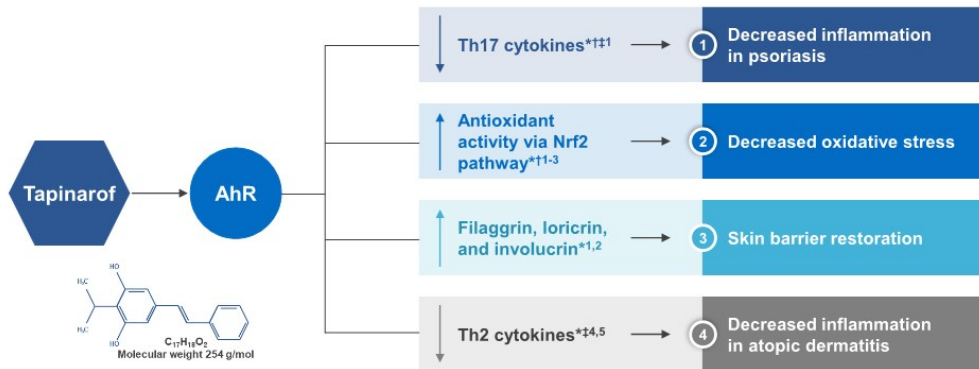 Tapinarof
AhR
HO
H₃C
CH₃
HO
C₁₇H₁₈O₂
Molecular weight 254 g/mol
Th17 cytokines*†‡1
1
Decreased inflammation
in psoriasis
Antioxidant
activity via Nrf2
pathway*†1-3
2
Decreased oxidative stress
Filaggrin, loricrin,
and involucrin*1,2
3
Skin barrier restoration
Th2 cytokines*‡4,5
4
Decreased inflammation
in atopic dermatitis